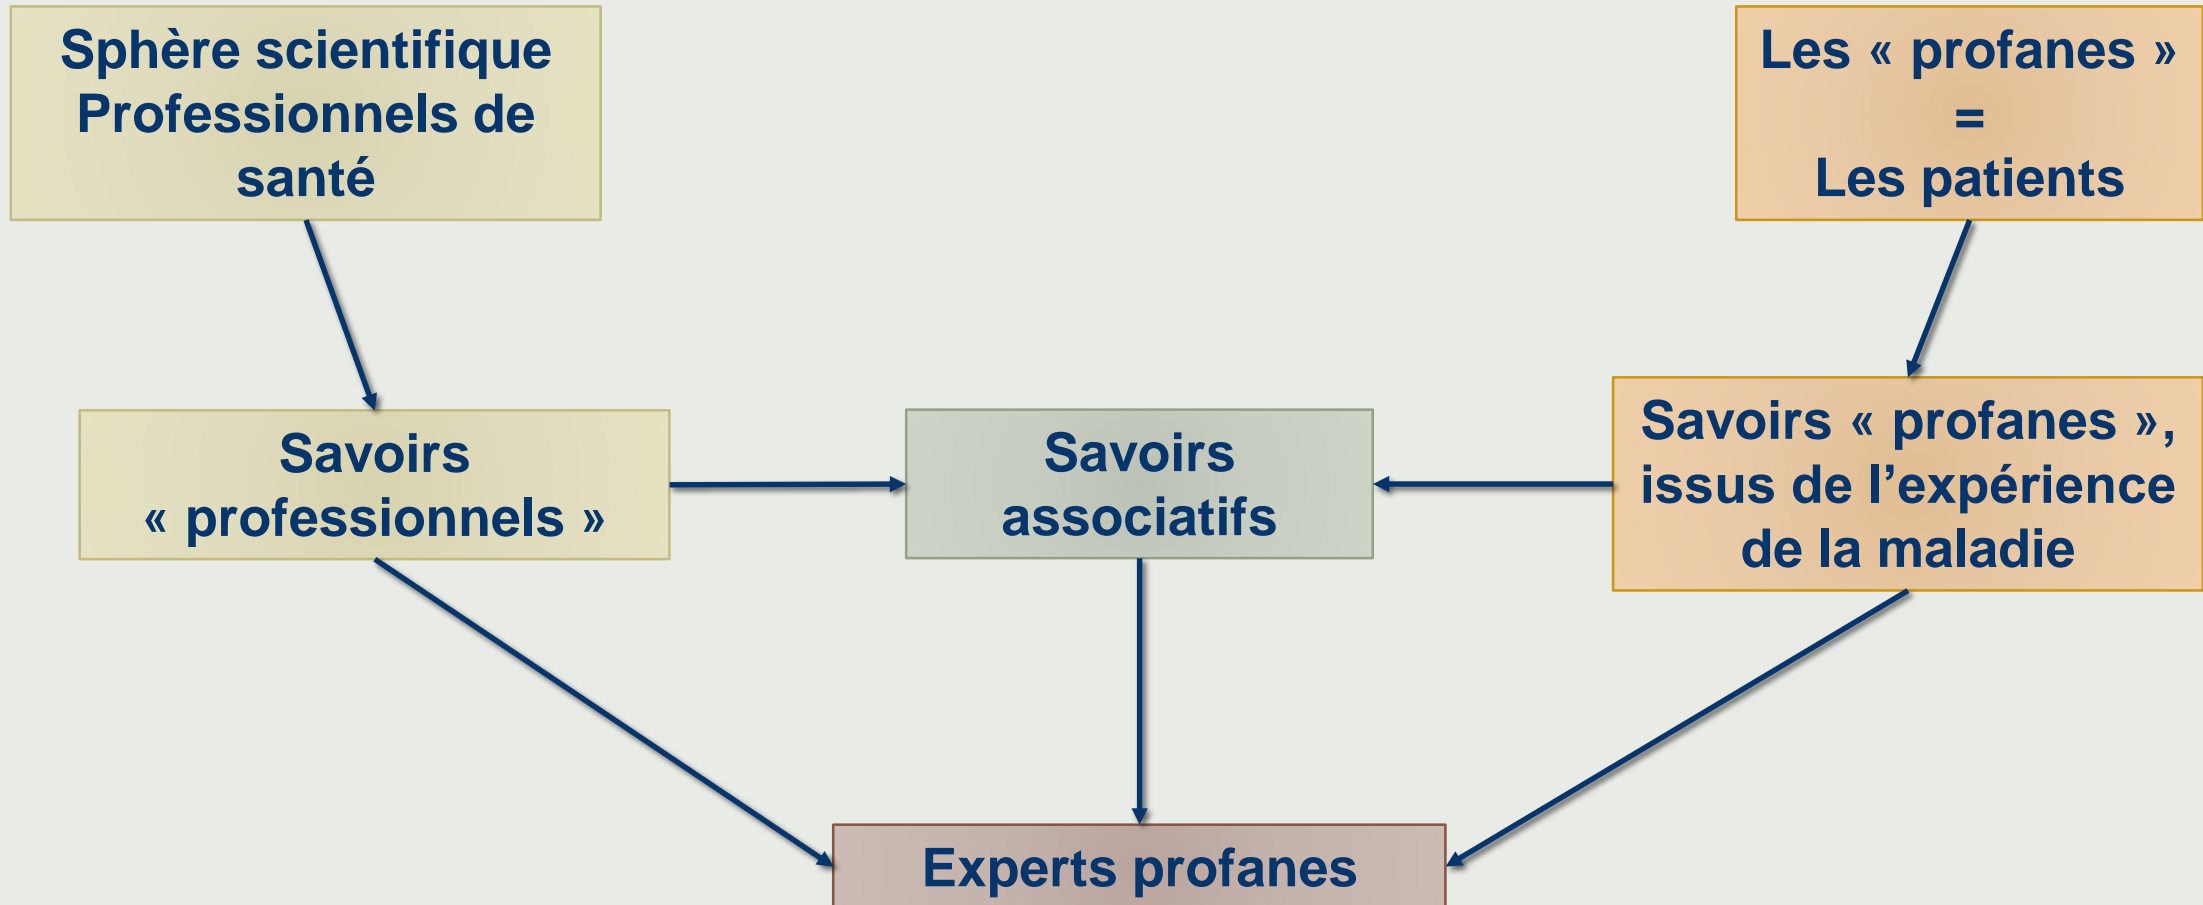 Sphère scientifique
Professionnels de
santé
Les « profanes »
=
Les patients
Savoirs
« professionnels »
Savoirs
associatifs
Savoirs « profanes »,
issus de l’expérience
de la maladie
Experts profanes